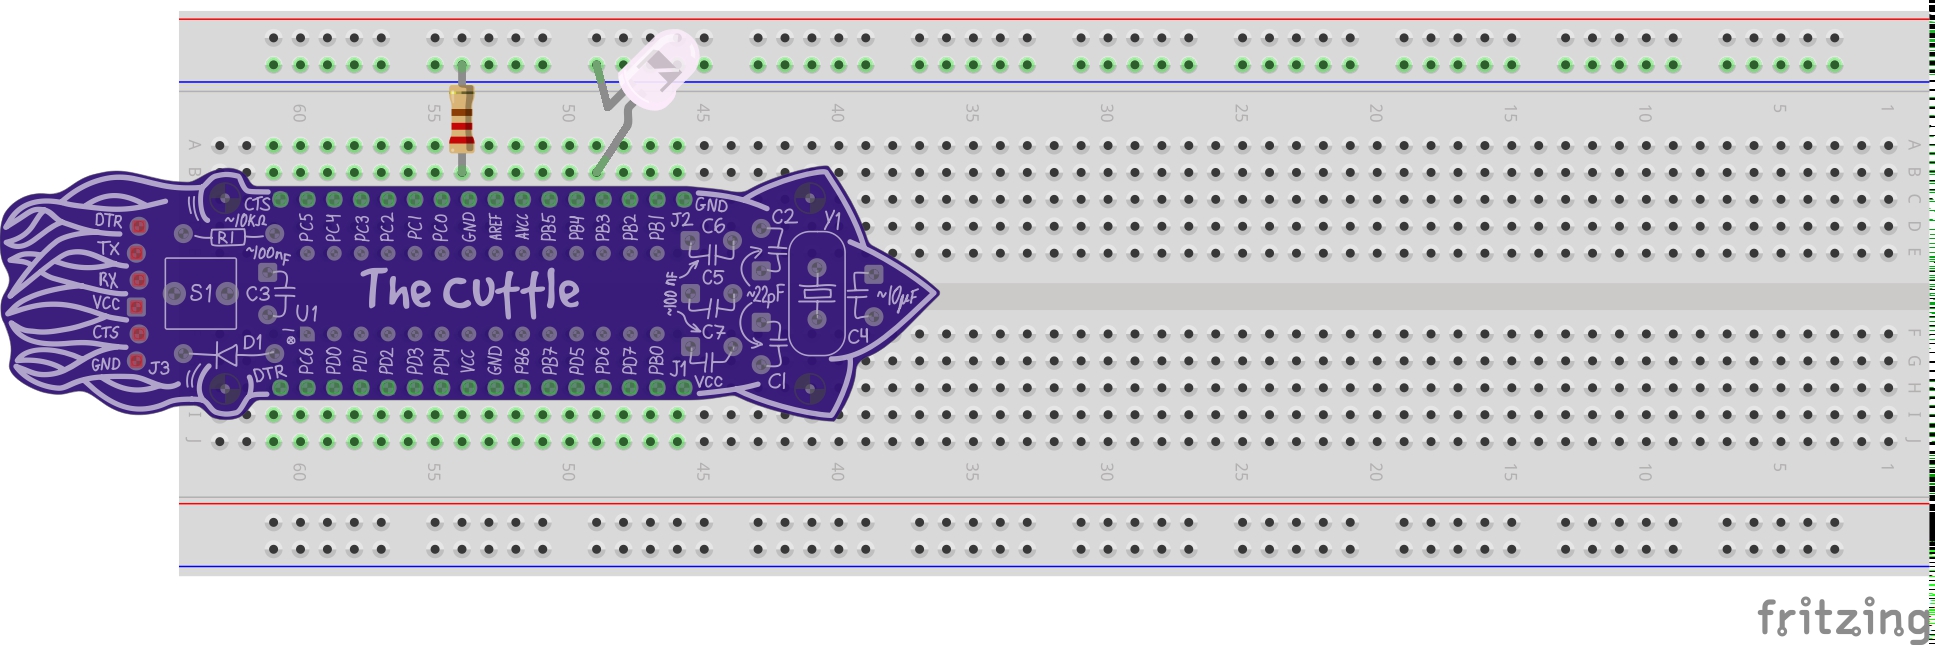 60 55 50 45 40 35 30 25 20 15 10 5 1
A A
B B
C
D
E
CTS
~10KΩ
R1
~100nF
DTR
TX
RX
VCC
CTS
GND
J3
S1
C3
U1
1
D1
DTR
PC5 PC4 PC3 PC2 PC1 PC0 GND AREF AVCC PB5 PB4 PB3 PB2 PB1
The cuttle
PC6 PD0 PD1 PD2 PD3 PD4 VCC GND PB6 PB7 PD5 PD6 PD7 PB0
J2
GND
C6
C2
Y1
~100 nF
C5
~22pF
~10µF
C7
C4
J1
VCC
C1
F
G
H
I I
J J
60 55 50 45 40 35 30 25 20 15 10 5 1
fritzing